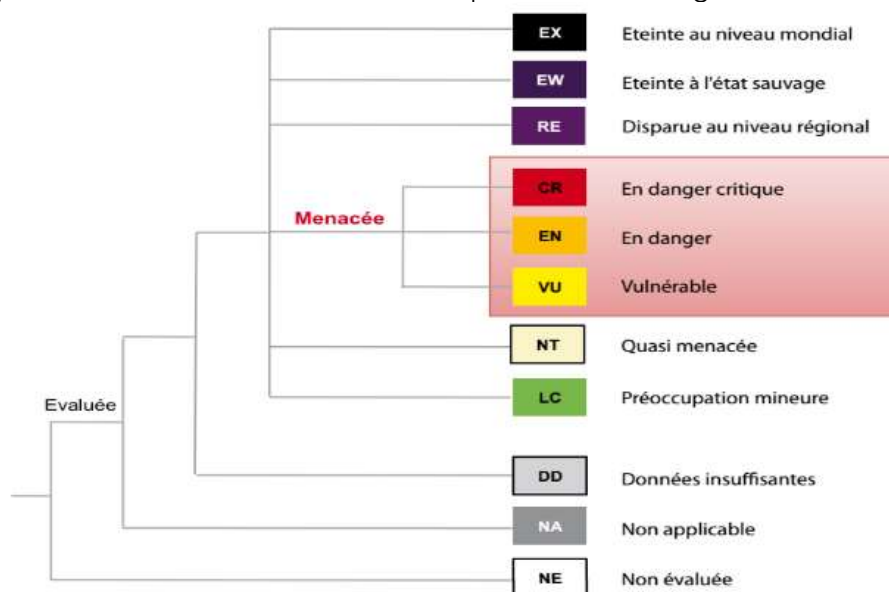 EX Eteinte au niveau mondial
EW Eteinte à l'état sauvage
RE Disparue au niveau régional
CR En danger critique
Menacée
EN En danger
VU Vulnérable
NT Quasi menacée
LC Préoccupation mineure
Evaluée
DD Données insuffisantes
NA Non applicable
NE Non évaluée